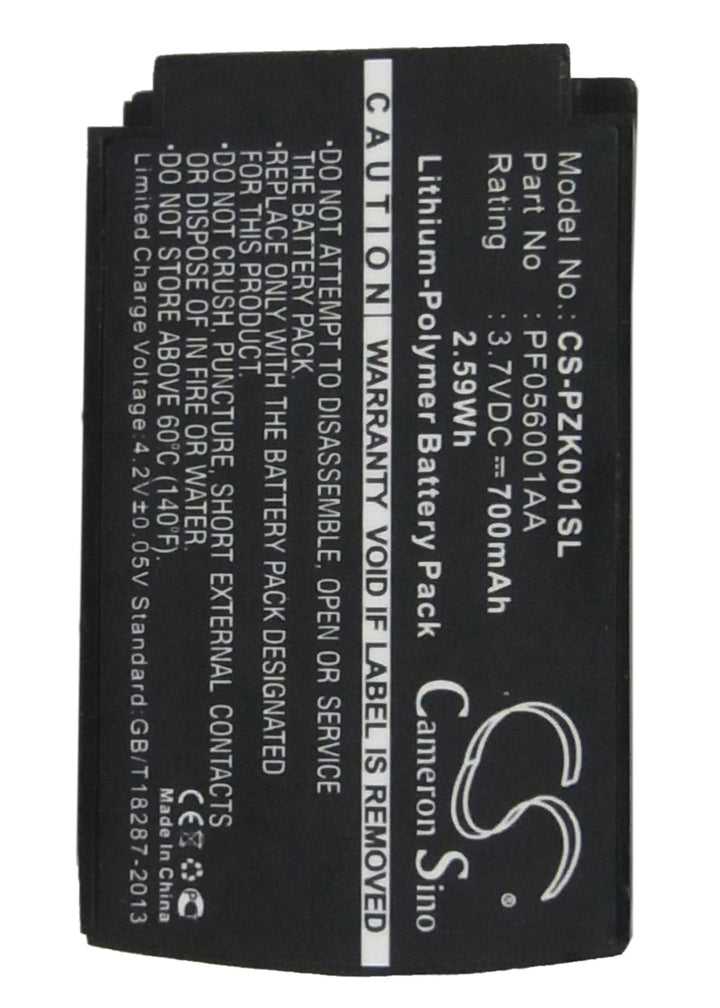 Model No.: CS-PZK001SL
Part No : PF056001AA
Rating : 3.7VDC ⎓ 700mAh
2.59Wh
Lithium-Polymer Battery Pack
CS
®
Cameron Sino
CAUTION WARRANTY VOID IF LABEL IS REMOVED
•DO NOT ATTEMPT TO DISASSEMBLE, OPEN OR SERVICE
THE BATTERY PACK.
•REPLACE ONLY WITH THE BATTERY PACK DESIGNED
FOR THIS PRODUCT.
•DO NOT CRUSH, PUNCTURE, SHORT EXTERNAL CONTACTS
OR DISPOSE OF IN FIRE OR WATER.
•DO NOT STORE ABOVE 60°C (140°F).
Limited Charge Voltage:4.2V±0.05V Standard:GB/T18287-2013
CE
Made In China